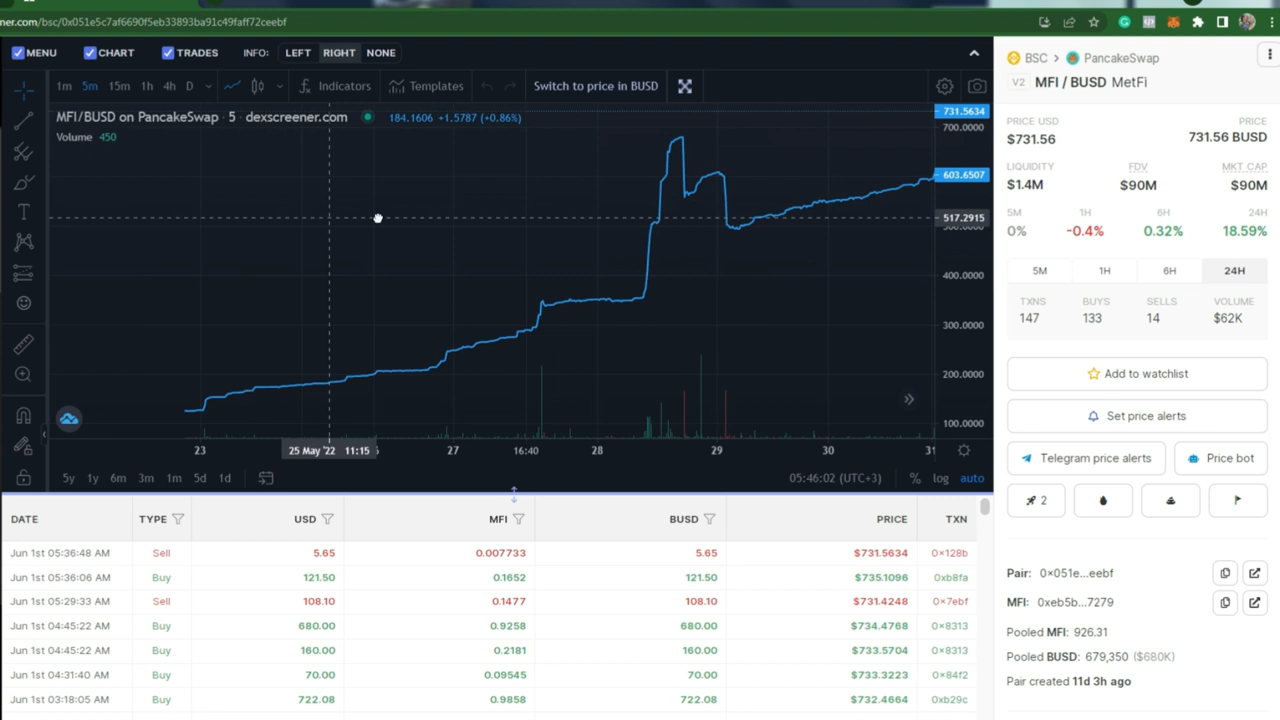 ner.com/bsc/0x051e5c7af6690f5eb33893ba91c49faff72ceebf
MENU CHART TRADES INFO: LEFT RIGHT NONE
1m 5m 15m 1h 4h D Indicators Templates Switch to price in BUSD
MFI/BUSD on PancakeSwap · 5 · dexscreener.com 184.1606 +1.5787 (+0.86%)
Volume 450
731.5634
700.0000
603.6507
517.2915
400.0000
300.0000
200.0000
100.0000
23 25 May '22 11:15 27 16:40 28 29 30 31
5y 1y 6m 3m 1m 5d 1d 05:46:02 (UTC+3) % log auto
DATE TYPE USD MFI BUSD PRICE TXN
Jun 1st 05:36:48 AM Sell 5.65 0.007733 5.65 $731.5634 0×128b
Jun 1st 05:36:06 AM Buy 121.50 0.1652 121.50 $735.1096 0xb8fa
Jun 1st 05:29:33 AM Sell 108.10 0.1477 108.10 $731.4248 0×7ebf
Jun 1st 04:45:22 AM Buy 680.00 0.9258 680.00 $734.4768 0×8313
Jun 1st 04:45:22 AM Buy 160.00 0.2181 160.00 $733.5704 0×8313
Jun 1st 04:31:40 AM Buy 70.00 0.09545 70.00 $733.3223 0×84f2
Jun 1st 03:18:05 AM Buy 722.08 0.9858 722.08 $732.4664 0xb29c
BSC > PancakeSwap
V2 MFI / BUSD MetFi
PRICE USD PRICE
$731.56 731.56 BUSD
LIQUIDITY FDV MKT CAP
$1.4M $90M $90M
5M 1H 6H 24H
0% -0.4% 0.32% 18.59%
5M 1H 6H 24H
TXNS BUYS SELLS VOLUME
147 133 14 $62K
Add to watchlist
Set price alerts
Telegram price alerts Price bot
2
Pair: 0×051e...eebf
MFI: 0xeb5b...7279
Pooled MFI: 926.31
Pooled BUSD: 679,350 ($680K)
Pair created 11d 3h ago